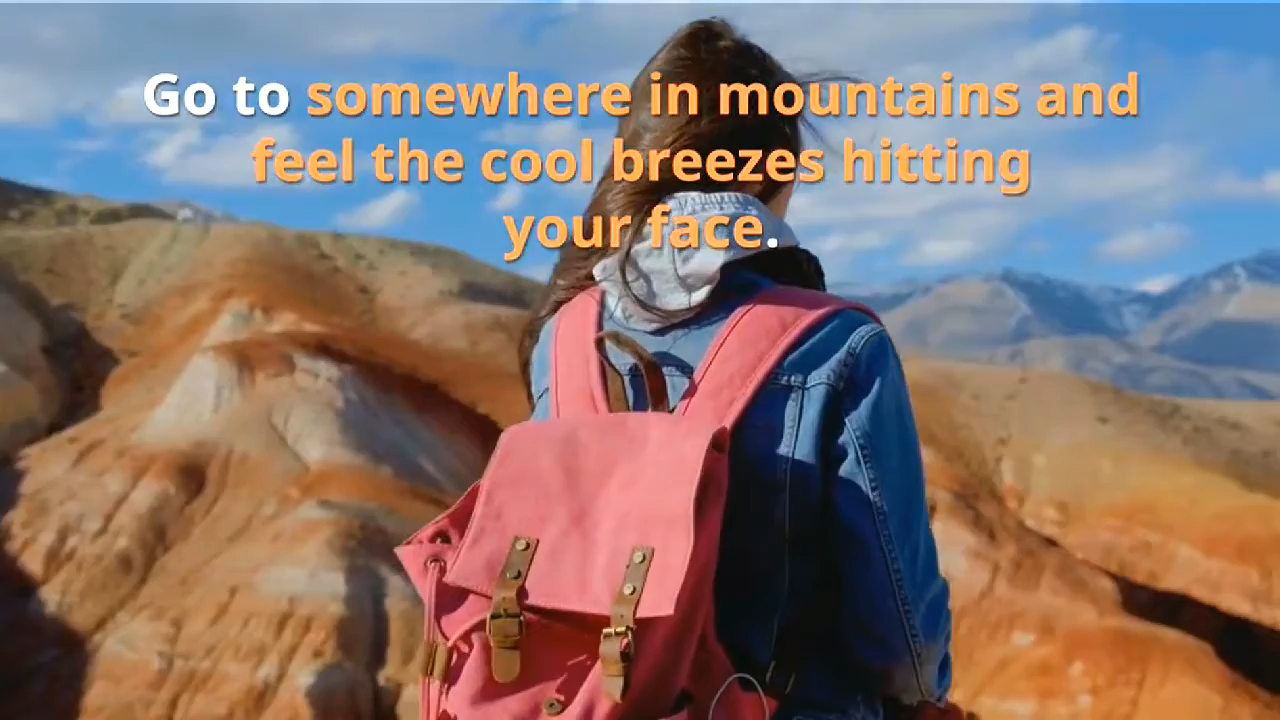 Go to somewhere in mountains and
feel the cool breezes hitting
your face.